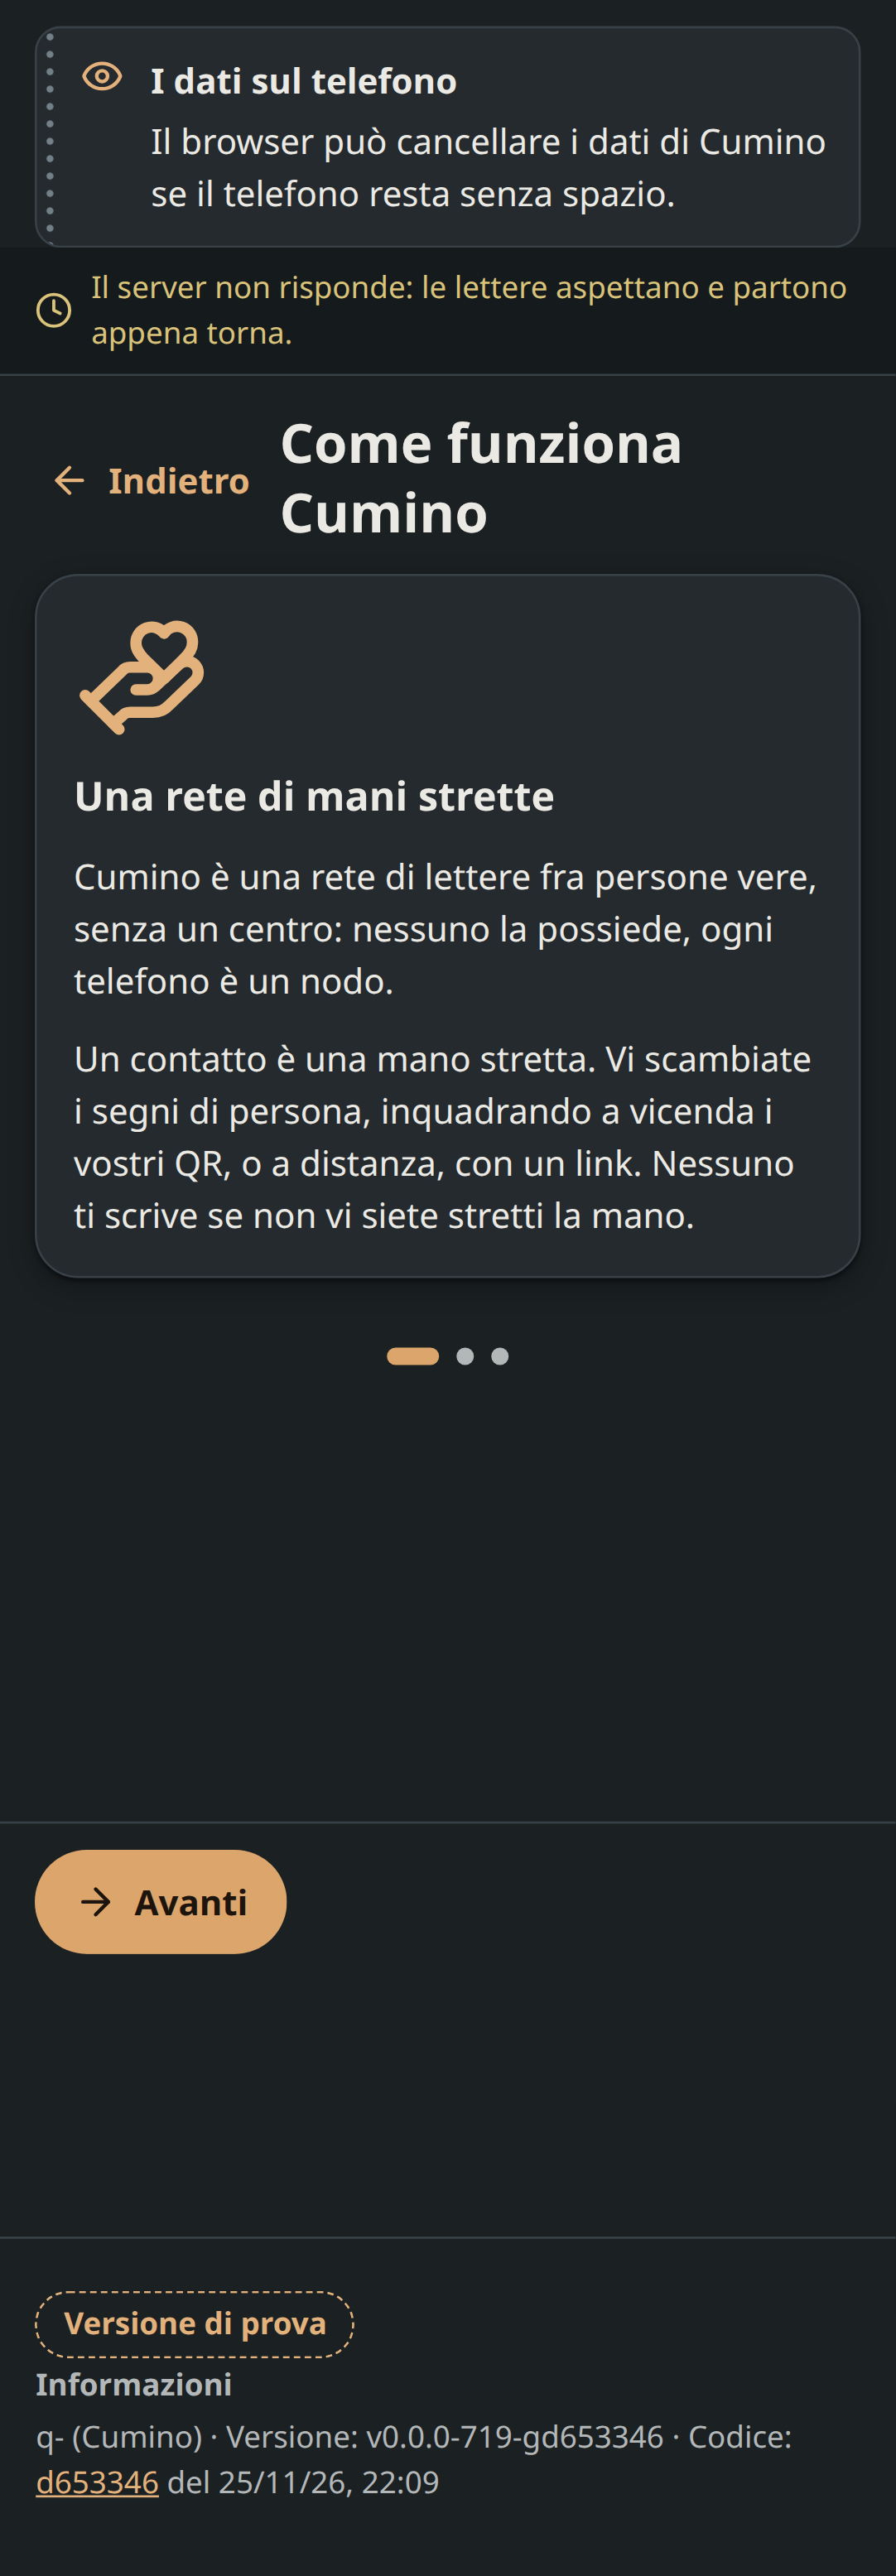 I dati sul telefono
Il browser può cancellare i dati di Cumino
se il telefono resta senza spazio.
Il server non risponde: le lettere aspettano e partono
appena torna.
Indietro
Come funziona
Cumino
Una rete di mani strette
Cumino è una rete di lettere fra persone vere,
senza un centro: nessuno la possiede, ogni
telefono è un nodo.
Un contatto è una mano stretta. Vi scambiate
i segni di persona, inquadrando a vicenda i
vostri QR, o a distanza, con un link. Nessuno
ti scrive se non vi siete stretti la mano.
Avanti
Versione di prova
Informazioni
q- (Cumino) · Versione: v0.0.0-719-gd653346 · Codice:
d653346 del 25/11/26, 22:09